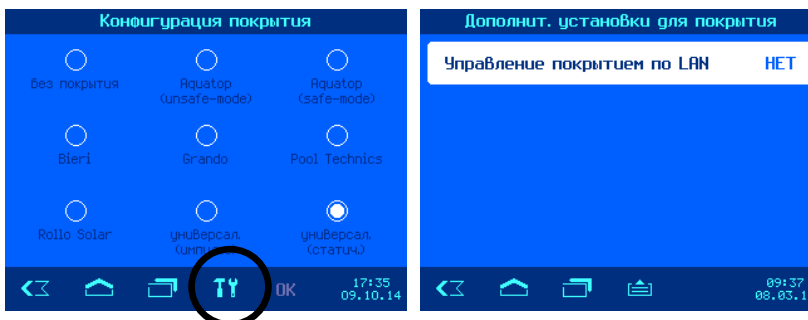 Конфигурация покрытия
без покрытия
Aquatop
(unsafe-mode)
Aquatop
(safe-mode)
Bieri
Grando
Pool Technics
Rollo Solar
универсал.
универсал.
(статич.)
OK
17:35
09.10.14
Дополнит. установки для покрытия
Управление покрытием по LAN НЕТ
09:37
08.03.1